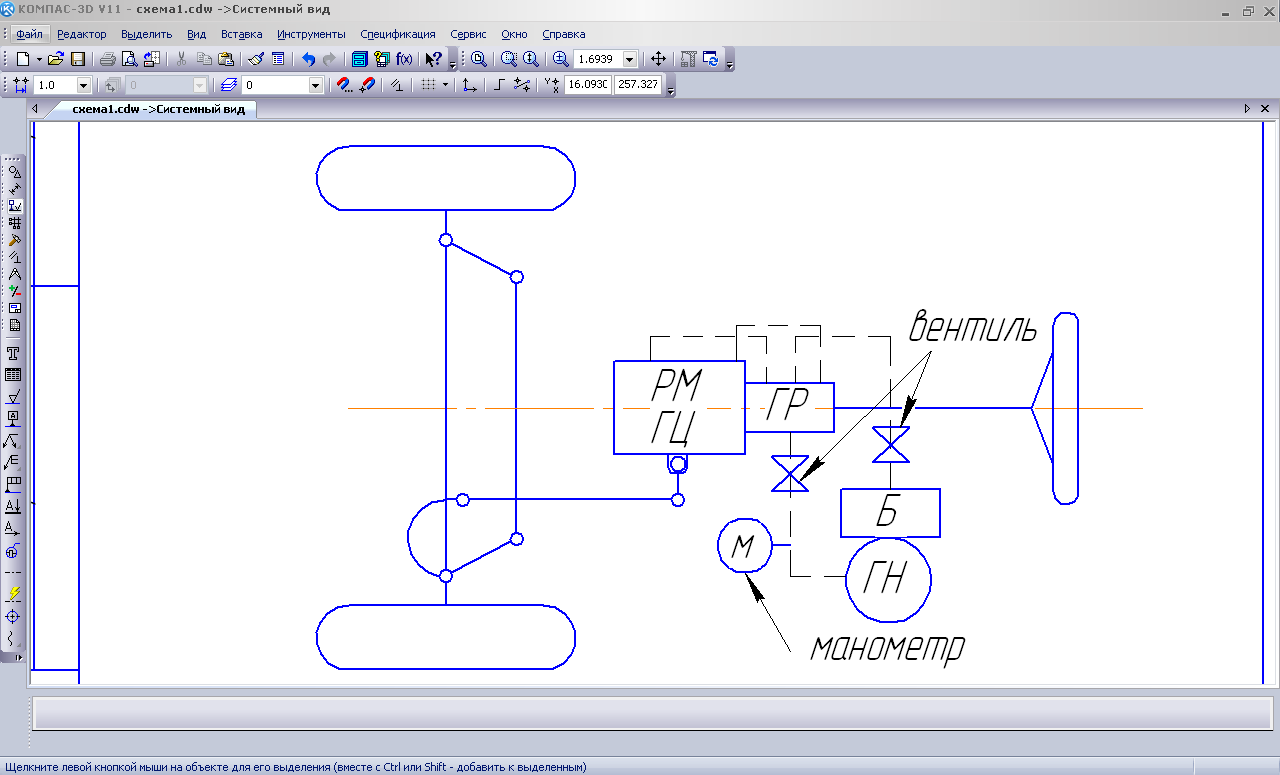 КОМПАС-3D V11 - схема1.cdw ->Системный вид
Файл Редактор Выделить Вид Вставка Инструменты Спецификация Сервис Окно Справка
1.6939
f(x)
1.0
0
16.0930
257.327
схема1.cdw ->Системный вид
вентиль
РМ
ГЦ
ГР
Б
М
ГН
манометр
Щелкните левой кнопкой мыши на объекте для его выделения (вместе с Ctrl или Shift - добавить к выделенным)